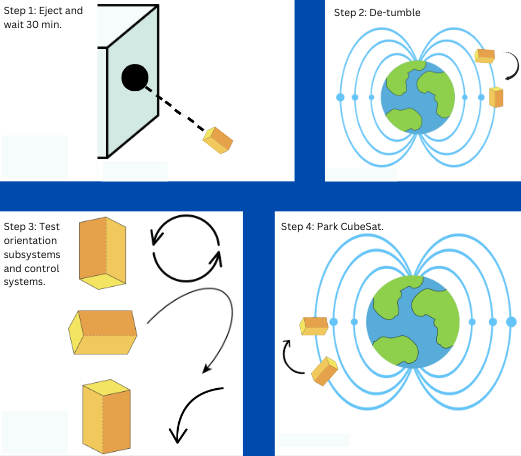 Step 1: Eject and
wait 30 min.
Step 2: De-tumble
Step 3: Test
orientation
subsystems
and control
systems.
Step 4: Park CubeSat.